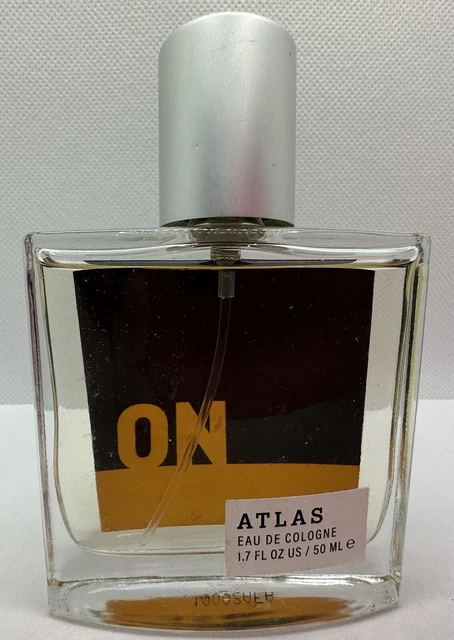 ON
ATLAS
EAU DE COLOGNE
1.7 FL OZ US / 50 ML e